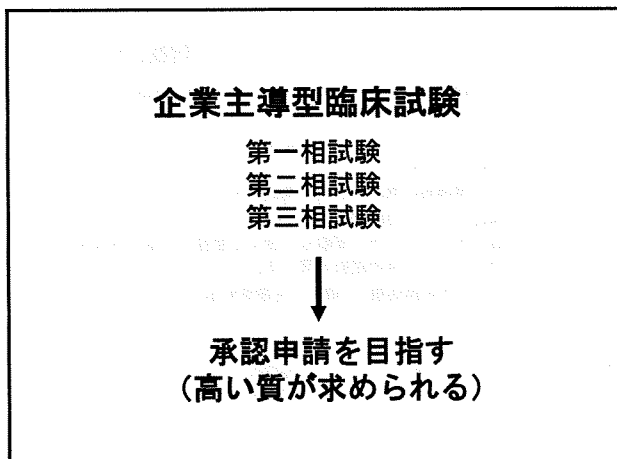 企業主導型臨床試験
第一相試験
第二相試験
第三相試験
承認申請を目指す
(高い質が求められる)